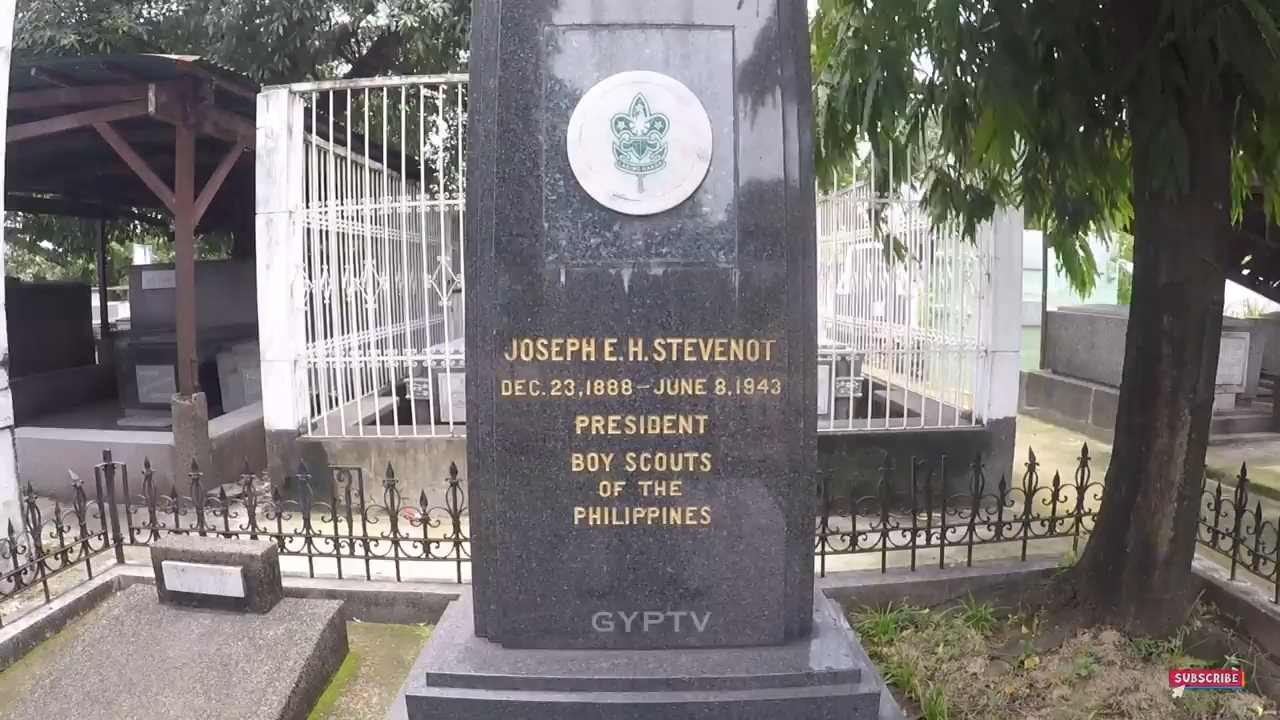 JOSEPH E. H. STEVENOT
DEC. 23, 1888 – JUNE 8, 1943
PRESIDENT
BOY SCOUTS
OF THE
PHILIPPINES
GYPTV
SUBSCRIBE